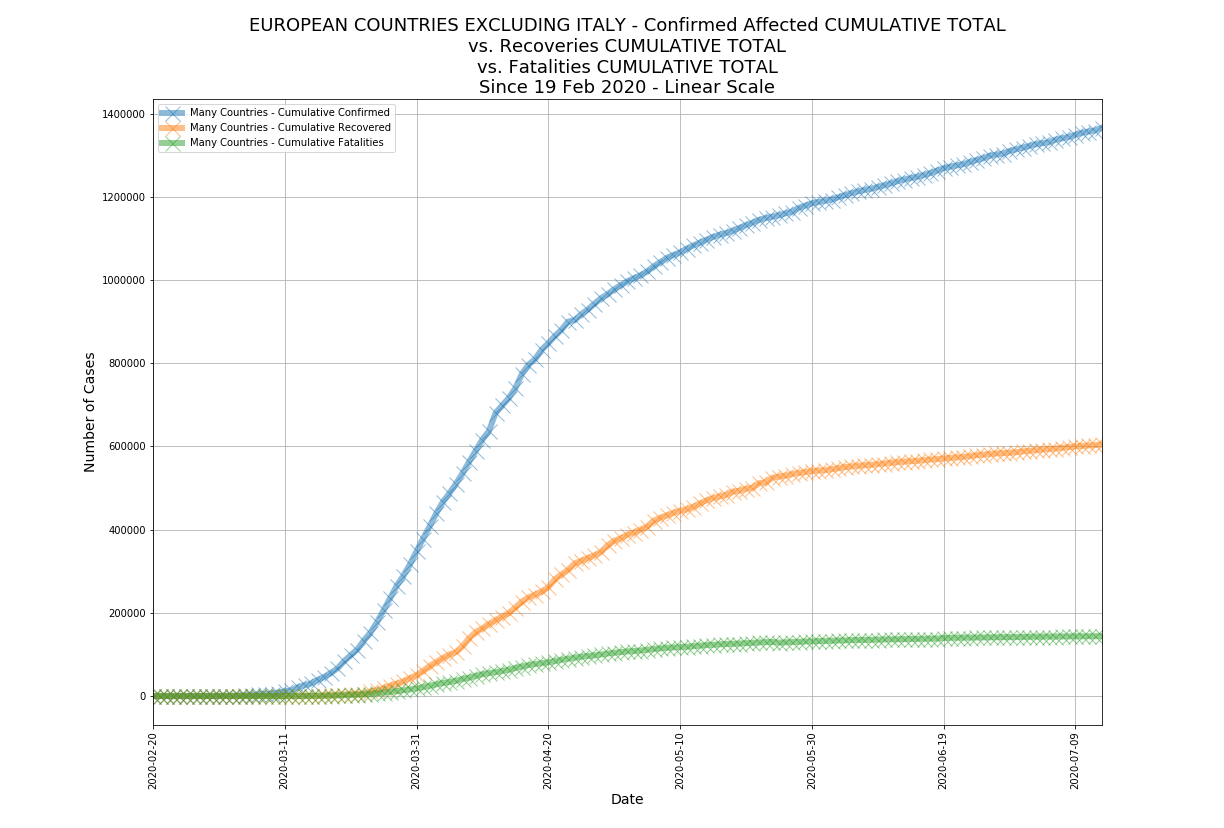 EUROPEAN COUNTRIES EXCLUDING ITALY - Confirmed Affected CUMULATIVE TOTAL
vs. Recoveries CUMULATIVE TOTAL
vs. Fatalities CUMULATIVE TOTAL
Since 19 Feb 2020 - Linear Scale
Many Countries - Cumulative Confirmed
Many Countries - Cumulative Recovered
Many Countries - Cumulative Fatalities
Number of Cases
1400000
1200000
1000000
800000
600000
400000
200000
0
2020-02-20
2020-03-11
2020-03-31
2020-04-20
2020-05-10
2020-05-30
2020-06-19
2020-07-09
Date